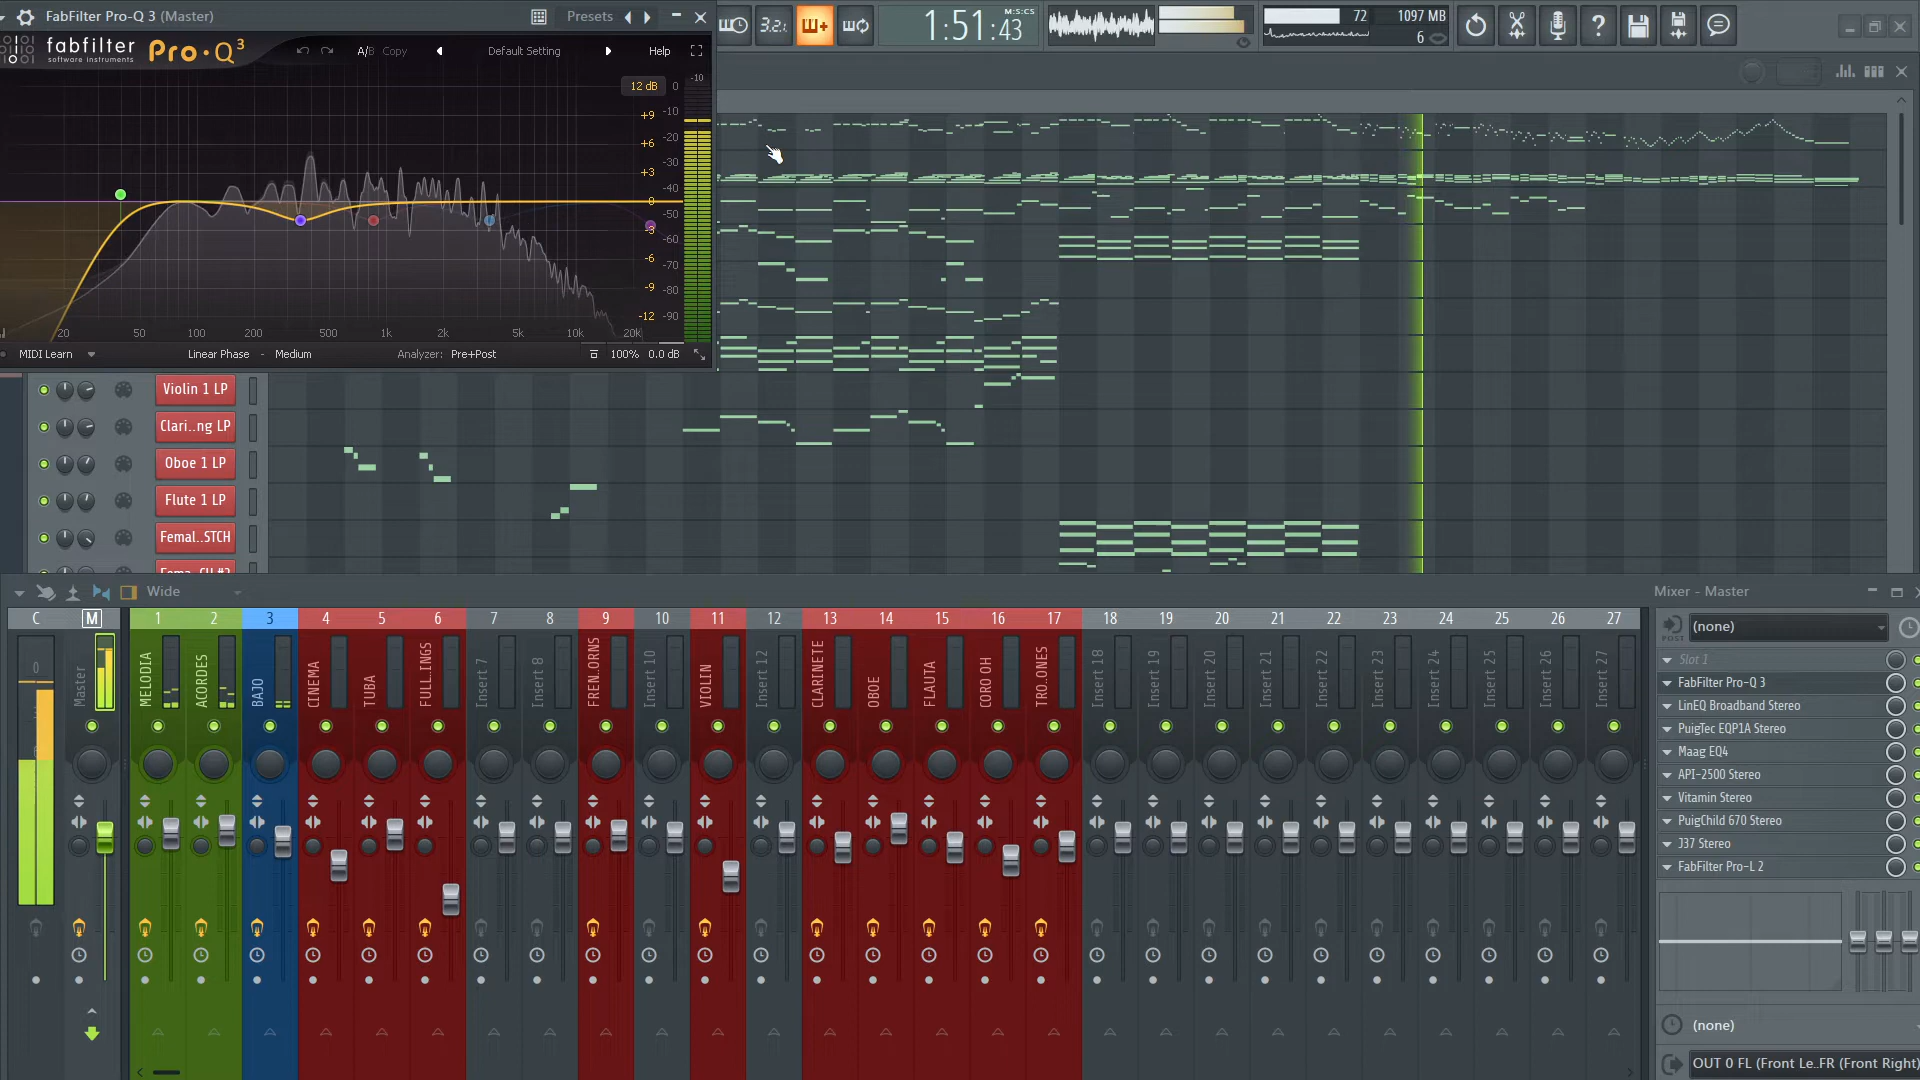 FabFilter Pro-Q 3 (Master)
Presets
fabfilter
software instruments
Pro·Q 3
A/B Copy
Default Setting
Help
12 dB
0
-10
+9
+6
+3
0
-3
-6
-9
-12
-10
-20
-30
-40
-50
-60
-70
-80
-90
20
50
100
200
500
1k
2k
5k
10k
20k
MIDI Learn
Linear Phase - Medium
Analyzer: Pre+Post
100% 0.0 dB
3.2.
1:51:43
M:S:CS
72
1097 MB
6
?
Violin 1 LP
Clari..ng LP
Oboe 1 LP
Flute 1 LP
Femal..STCH
Wide
Mixer - Master
C
M
1
2
3
4
5
6
7
8
9
10
11
12
13
14
15
16
17
18
19
20
21
22
23
24
25
26
27
0
Master
MELODIA
ACORDES
BAJO
CINEMA
TUBA
FULL..INGS
Insert 7
Insert 8
FREN..ORNS
Insert 10
VIOLIN
Insert 12
CLARINETE
OBOE
FLAUTA
CORO OH
TRO..ONES
Insert 18
Insert 19
Insert 20
Insert 21
Insert 22
Insert 23
Insert 24
Insert 25
Insert 26
Insert 27
POST
(none)
Slot 1
FabFilter Pro-Q 3
LinEQ Broadband Stereo
PuigTec EQP1A Stereo
Maag EQ4
API-2500 Stereo
Vitamin Stereo
PuigChild 670 Stereo
J37 Stereo
FabFilter Pro-L 2
(none)
OUT 0 FL (Front Le..FR (Front Right)